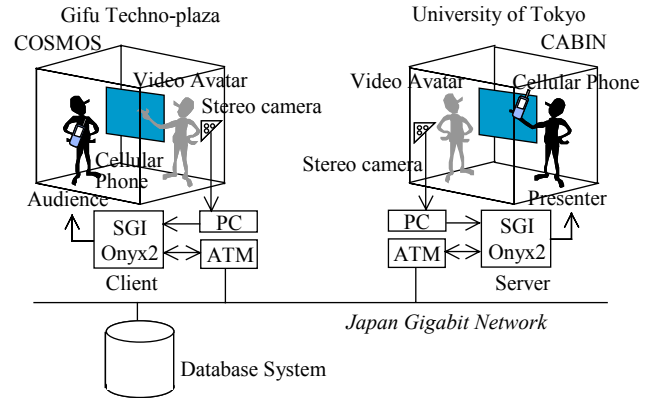 Gifu Techno-plaza
University of Tokyo
COSMOS
CABIN
Video Avatar
Stereo camera
Cellular
Phone
Audience
Video Avatar
Cellular Phone
Stereo camera
Presenter
PC
SGI
Onyx2
ATM
Client
PC
SGI
Onyx2
ATM
Server
Japan Gigabit Network
Database System